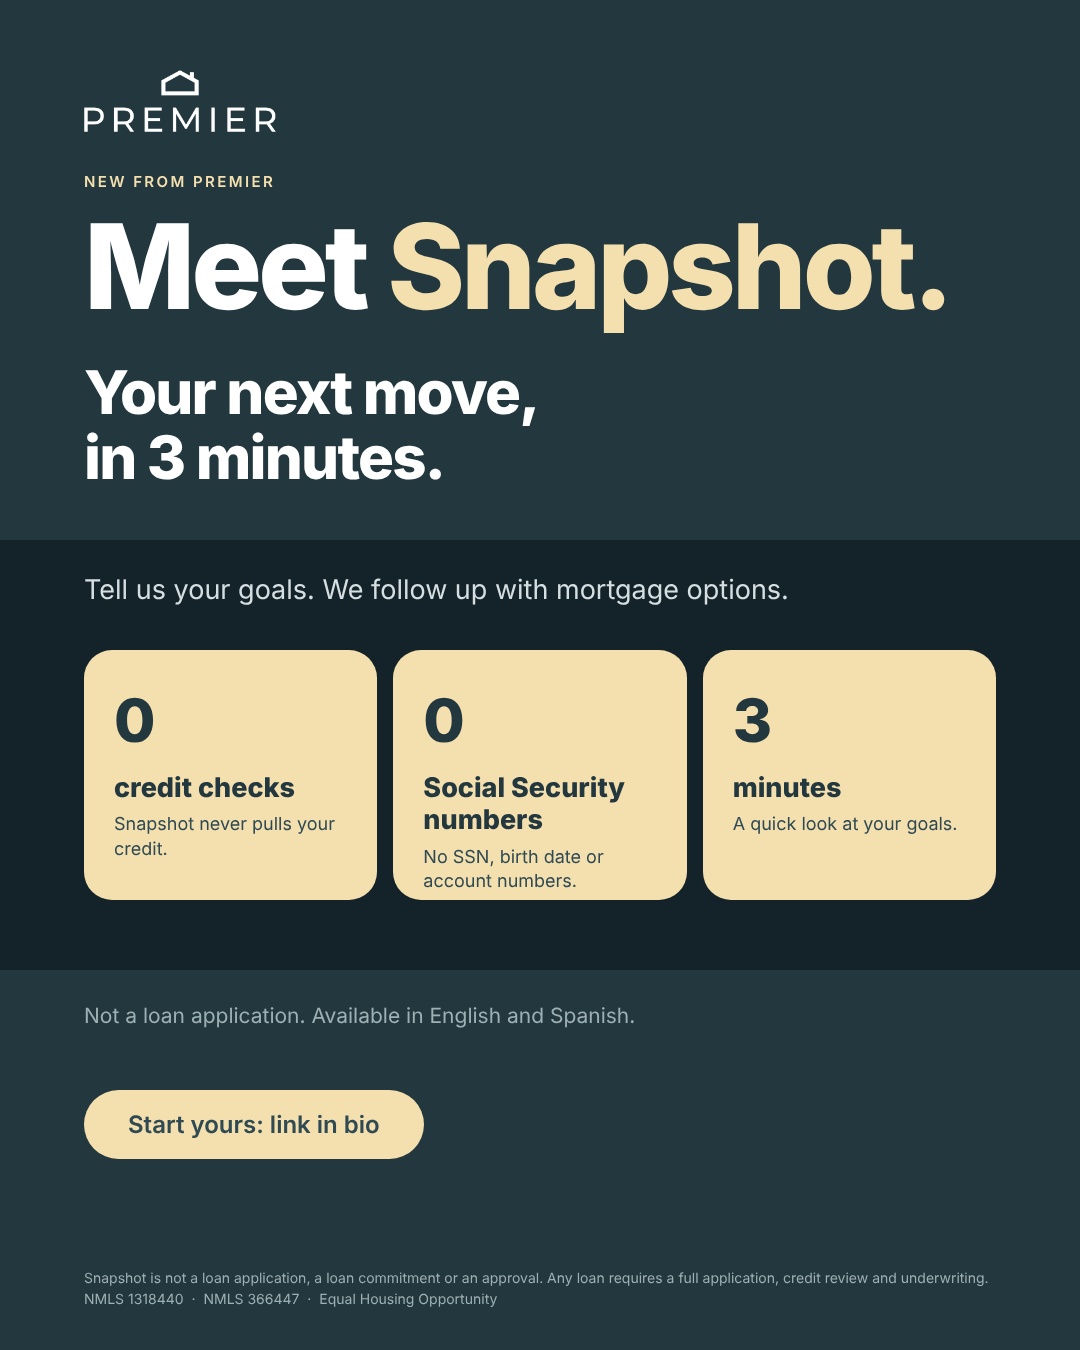 PREMIER
NEW FROM PREMIER
Meet Snapshot.
Your next move,
in 3 minutes.
Tell us your goals. We follow up with mortgage options.
0
credit checks
Snapshot never pulls your
credit.
0
Social Security
numbers
No SSN, birth date or
account numbers.
3
minutes
A quick look at your goals.
Not a loan application. Available in English and Spanish.
Start yours: link in bio
Snapshot is not a loan application, a loan commitment or an approval. Any loan requires a full application, credit review and underwriting.
NMLS 1318440 · NMLS 366447 · Equal Housing Opportunity